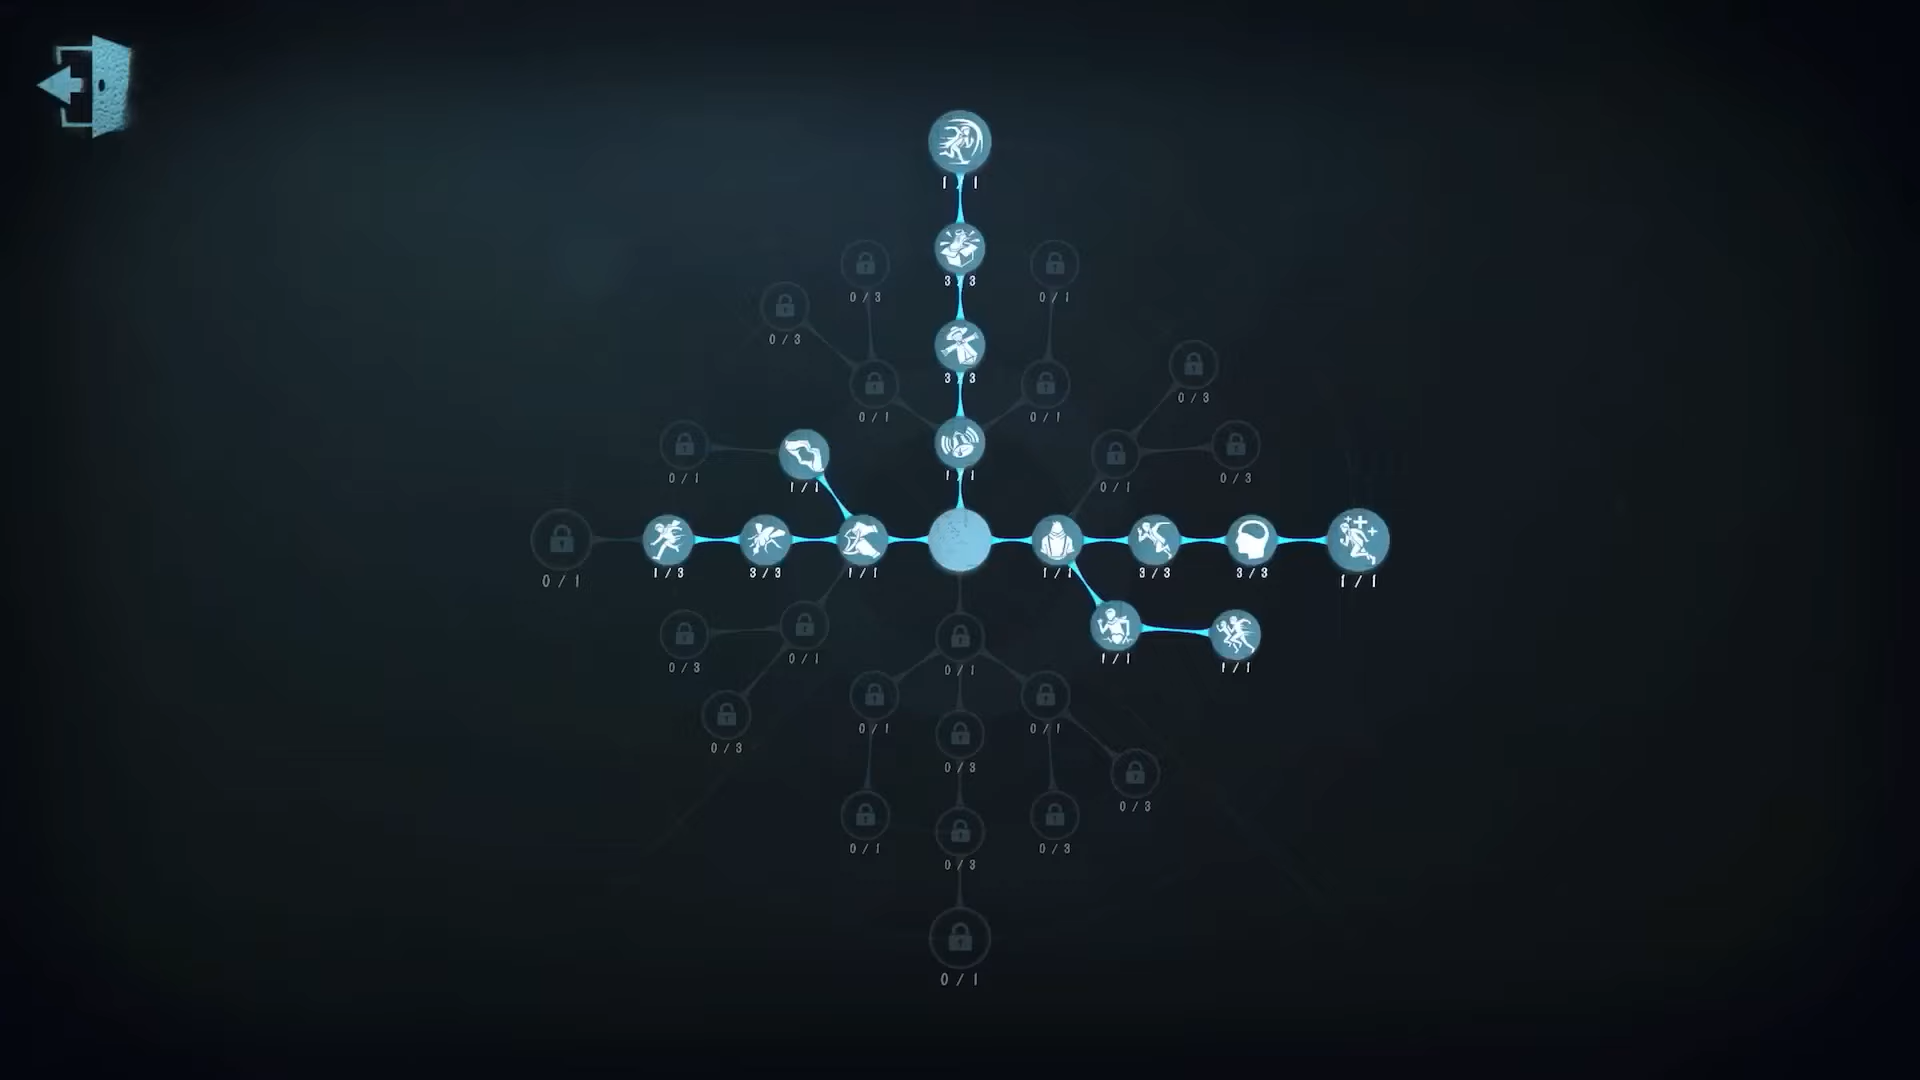 1 / 1
3 / 3
0 / 3 0 / 1
0 / 3
3 / 3
0 / 3
0 / 1 0 / 1
0 / 1 1 / 1 1 / 1 0 / 1 0 / 3
0 / 1 1 / 3 3 / 3 1 / 1 1 / 1 3 / 3 3 / 3 1 / 1
0 / 3 0 / 1 0 / 1 1 / 1 1 / 1
0 / 3 0 / 1 0 / 1
0 / 3
0 / 3
0 / 1 0 / 3
0 / 3
0 / 1